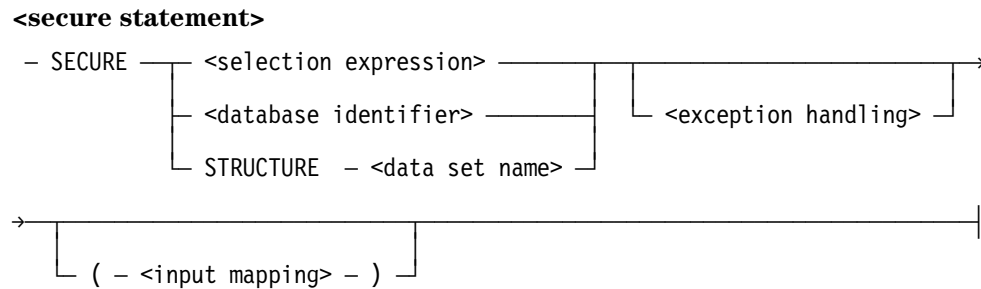 <secure statement>
– SECURE <selection expression>
<database identifier> <exception handling>
STRUCTURE – <data set name>
( – <input mapping> – )